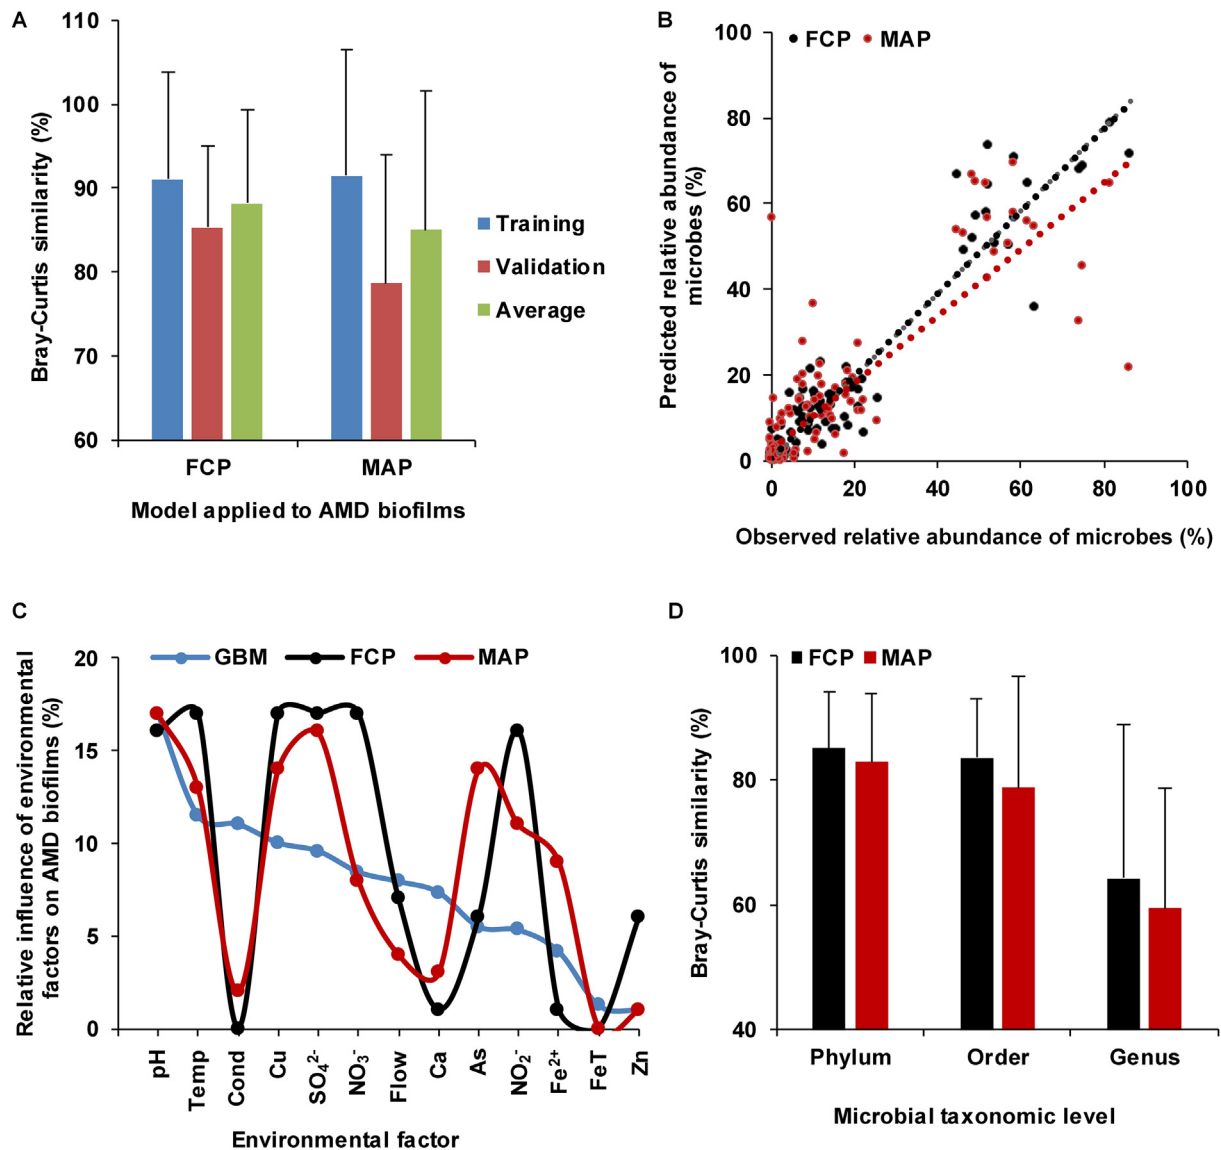 A
110
100
90
80
70
60
Bray-Curtis similarity (%)
FCP
MAP
Model applied to AMD biofilms
Training
Validation
Average
B
FCP
MAP
100
80
60
40
20
0
Predicted relative abundance of
microbes (%)
0 20 40 60 80 100
Observed relative abundance of microbes (%)
C
GBM
FCP
MAP
20
15
10
5
0
Relative influence of environmental
factors on AMD biofilms (%)
pH
Temp
Cond
Cu
SO₄²⁻
NO₃⁻
Flow
Ca
As
NO₂⁻
Fe²⁺
FeT
Zn
Environmental factor
D
FCP
MAP
100
80
60
40
Bray-Curtis similarity (%)
Phylum
Order
Genus
Microbial taxonomic level